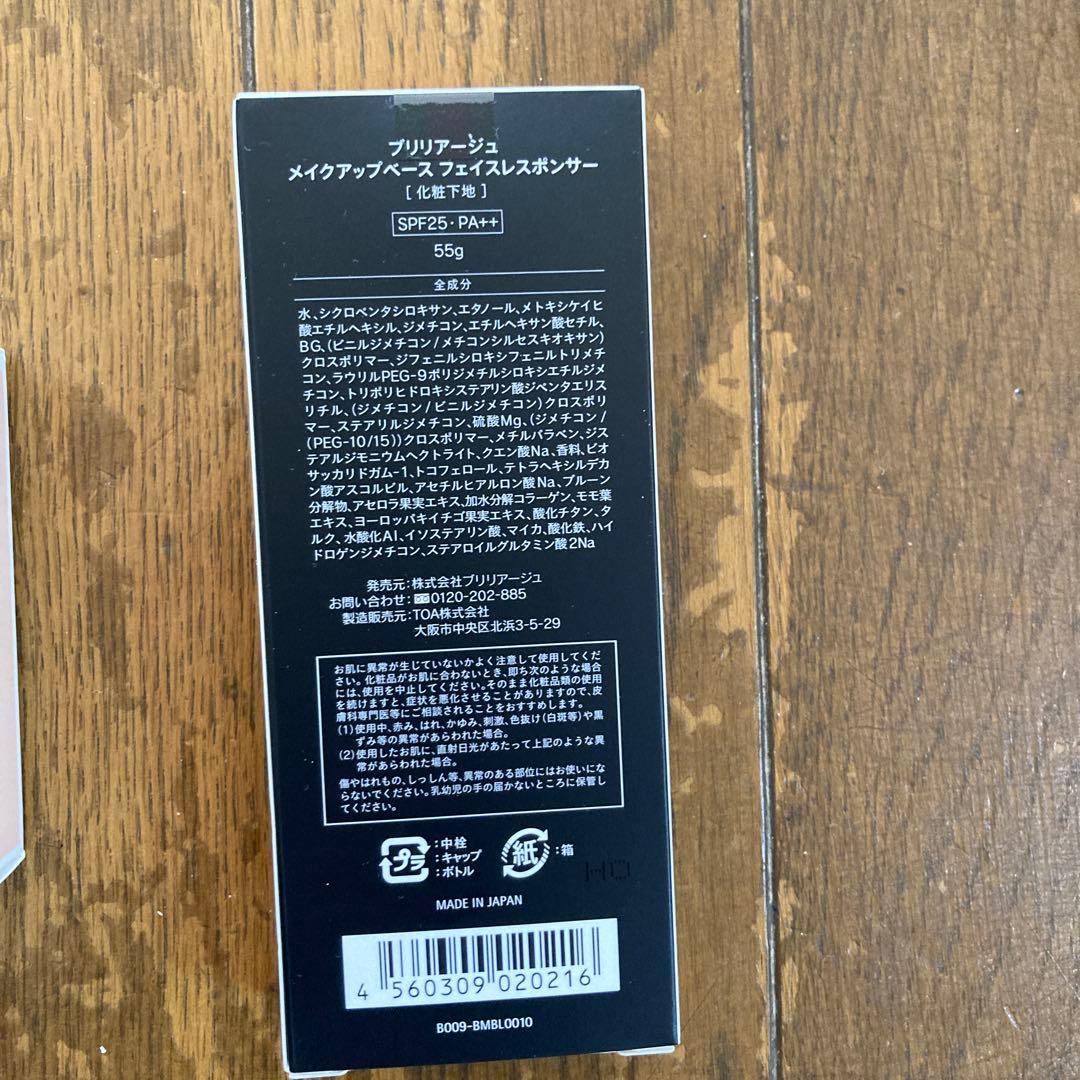 ブリリアージュ
メイクアップベース フェイスレスポンサー
[ 化粧下地 ]
SPF25・PA++
55g
全成分
水、シクロペンタシロキサン、エタノール、メトキシケイヒ
酸エチルヘキシル、ジメチコン、エチルヘキサン酸セチル、
BG、(ビニルジメチコン/メチコンシルセスキオキサン)
クロスポリマー、ジフェニルシロキシフェニルトリメチ
コン、ラウリルPEG-9ポリジメチルシロキシエチルジメ
チコン、トリポリヒドロキシステアリン酸ジペンタエリス
リチル、(ジメチコン/ビニルジメチコン)クロスポリ
マー、ステアリルジメチコン、硫酸Mg、(ジメチコン/
(PEG-10/15))クロスポリマー、メチルパラベン、ジス
テアルジモニウムヘクトライト、クエン酸Na、香料、ビオ
サッカリドガム-1、トコフェロール、テトラヘキシルデカ
ン酸アスコルビル、アセチルヒアルロン酸Na、プルーン
分解物、アセロラ果実エキス、加水分解コラーゲン、モモ葉
エキス、ヨーロッパキイチゴ果実エキス、酸化チタン、タ
ルク、水酸化Al、イソステアリン酸、マイカ、酸化鉄、ハイ
ドロゲンジメチコン、ステアロイルグルタミン酸2Na
発売元:株式会社ブリリアージュ
お問い合わせ:0120-202-885
製造販売元:TOA株式会社
大阪市中央区北浜3-5-29
お肌に異常が生じていないかよく注意して使用してくだ
さい。化粧品がお肌に合わないとき、即ち次のような場合
には、使用を中止してください。そのまま化粧品類の使用
を続けますと、症状を悪化させることがありますので、皮
膚科専門医等にご相談されることをおすすめします。
(1)使用中、赤み、はれ、かゆみ、刺激、色抜け(白斑等)や黒
ずみ等の異常があらわれた場合。
(2)使用したお肌に、直射日光があたって上記のような異
常があらわれた場合。
傷やはれもの、しっしん等、異常のある部位にはお使いにな
らないでください。乳幼児の手の届かないところに保管し
てください。
プラ
:中栓
:キャップ
:ボトル
紙
:箱
HO
MADE IN JAPAN
4 560309 020216
B009-BMBL0010